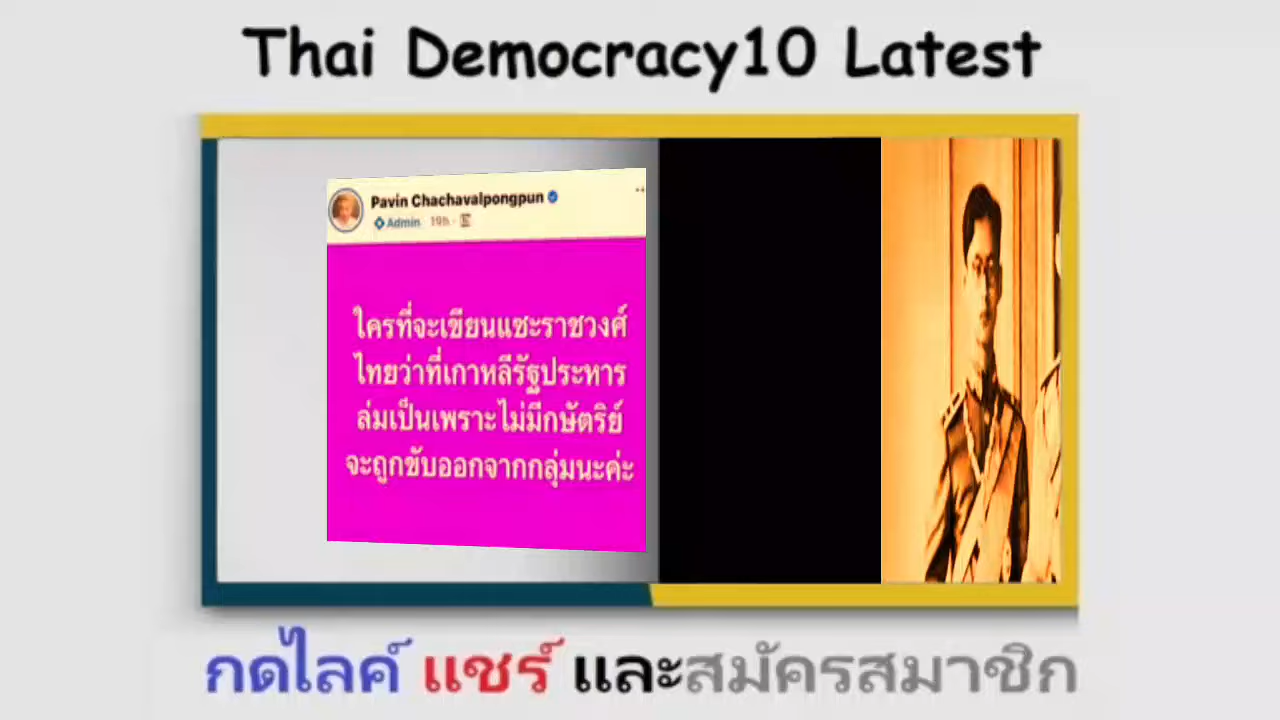 Thai Democracy10 Latest
Pavin Chachavalpongpun
Admin 19h ·
ใครที่จะเขียนแซะราชวงศ์
ไทยว่าที่เกาหลีรัฐประหาร
ล่มเป็นเพราะไม่มีกษัตริย์
จะถูกขับออกจากกลุ่มนะค่ะ
กดไลค์ แชร์ และสมัครสมาชิก